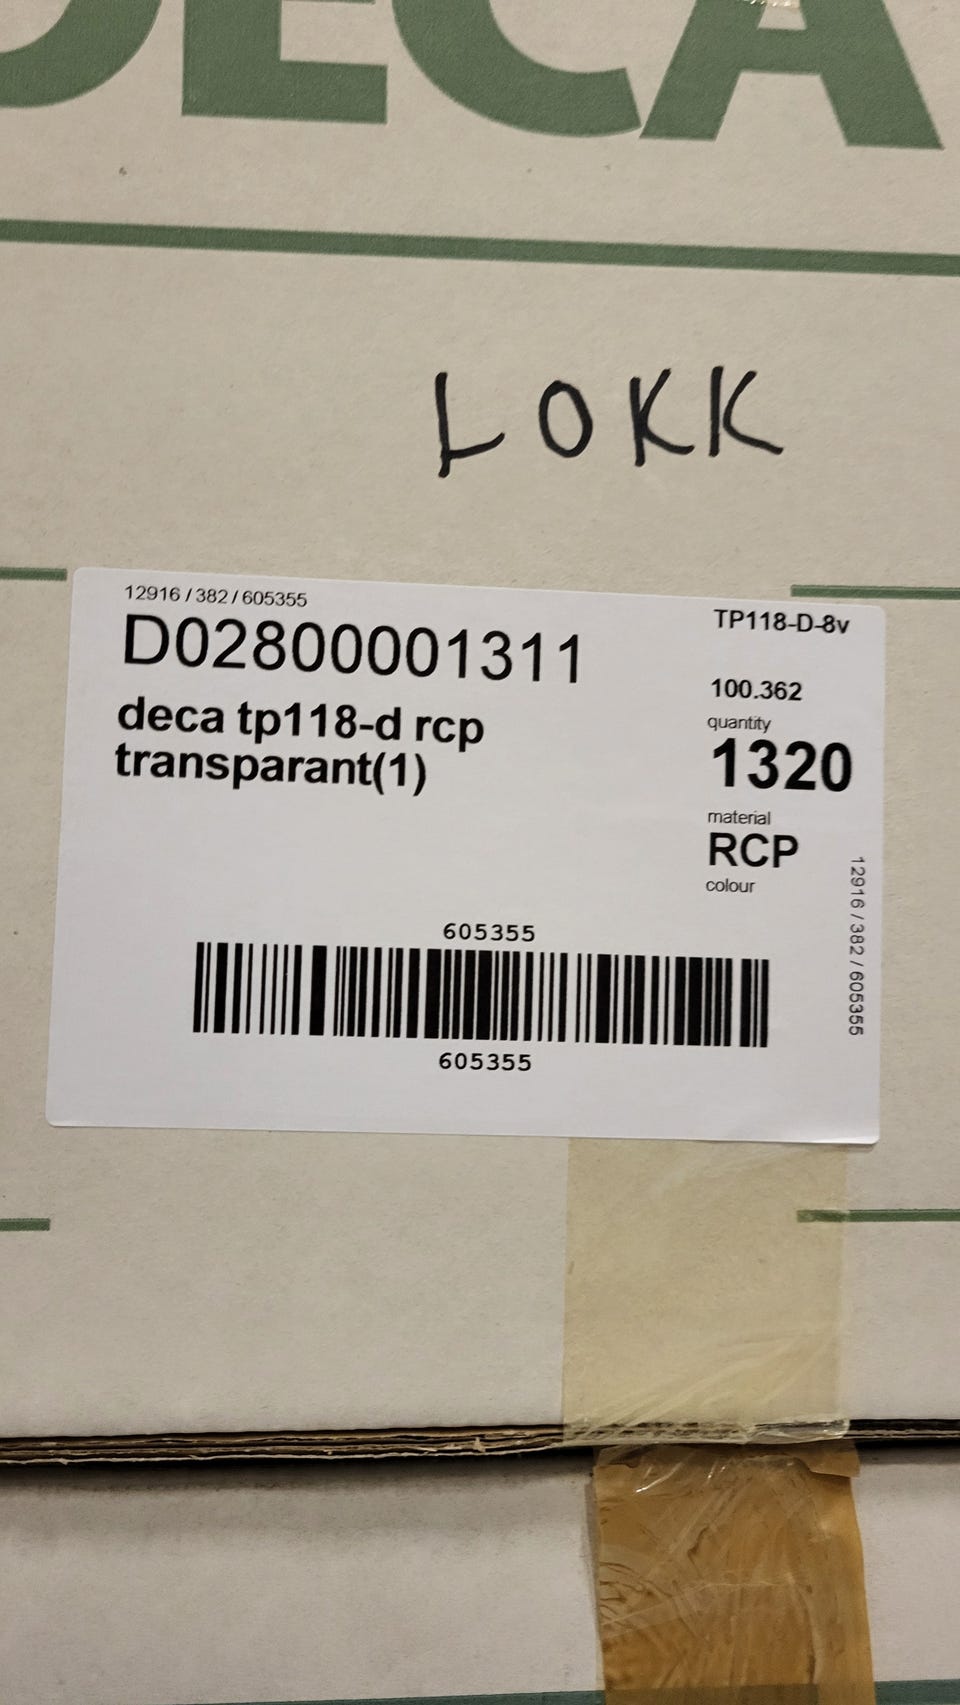 DECA
LOKK
12916 / 382 / 605355
D02800001311
deca tp118-d rcp
transparant(1)
TP118-D-8v
100.362
quantity
1320
material
RCP
colour
12916 / 382 / 605355
605355
605355